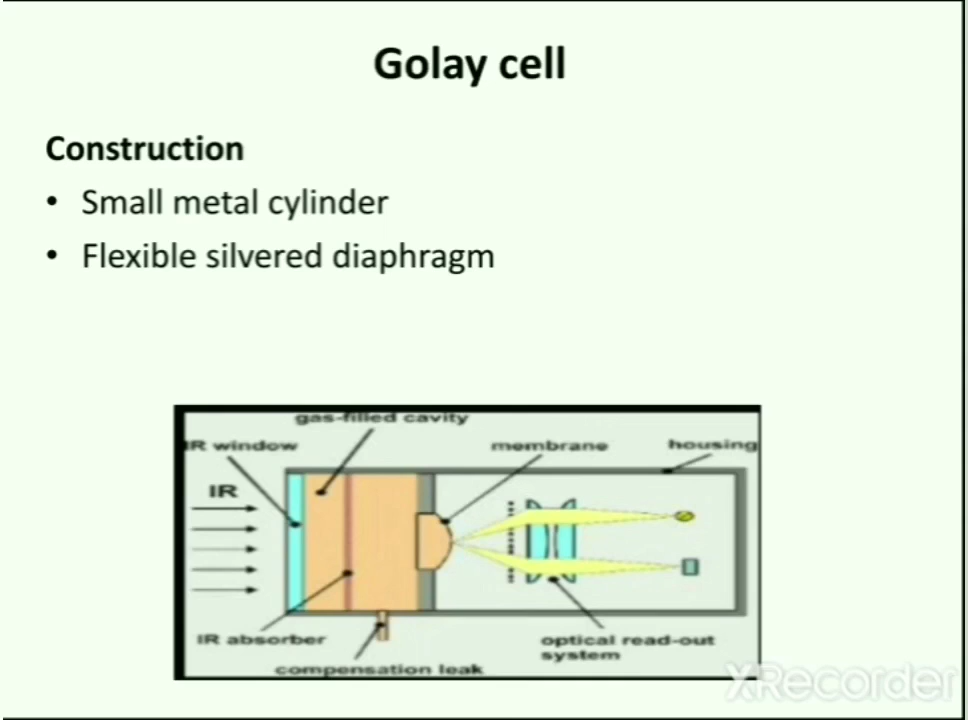 Golay cell
Construction
• Small metal cylinder
• Flexible silvered diaphragm
gas-filled cavity
IR window
membrane
housing
IR
IR absorber
optical read-out
system
compensation leak
XRecorder